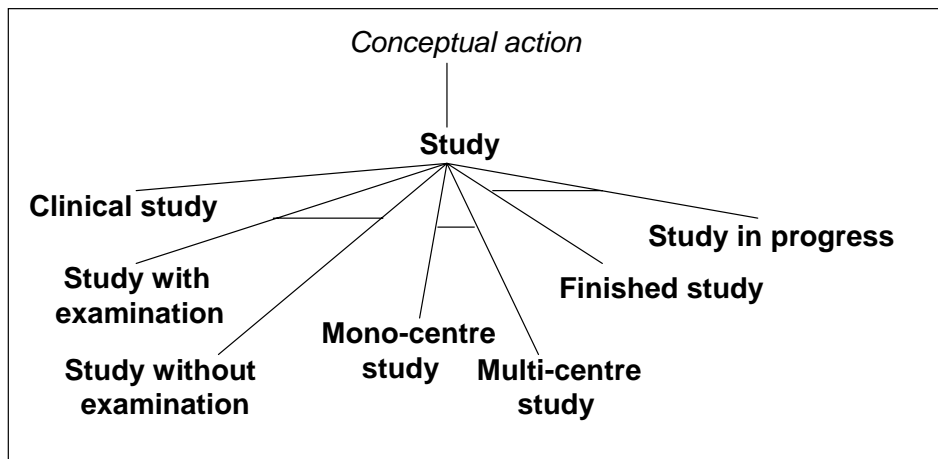 Conceptual action
Study
Clinical study
Study in progress
Study with
examination
Finished study
Mono-centre
study
Study without
examination
Multi-centre
study